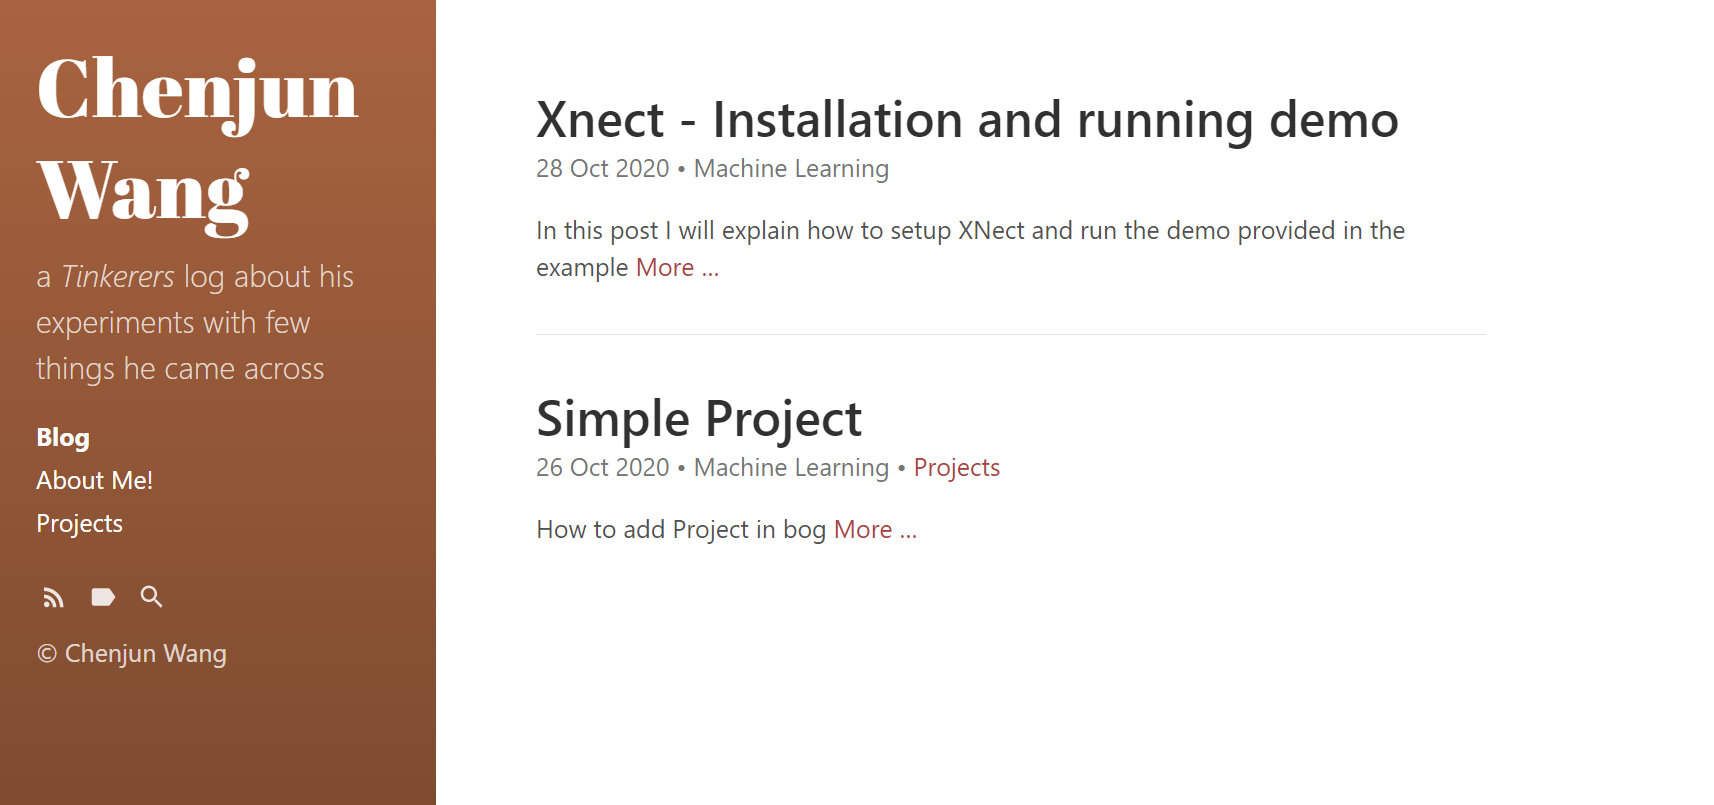 Chenjun
Wang
a Tinkerers log about his
experiments with few
things he came across
Blog
About Me!
Projects
© Chenjun Wang
Xnect - Installation and running demo
28 Oct 2020 • Machine Learning
In this post I will explain how to setup XNect and run the demo provided in the
example More ...
Simple Project
26 Oct 2020 • Machine Learning • Projects
How to add Project in bog More ...